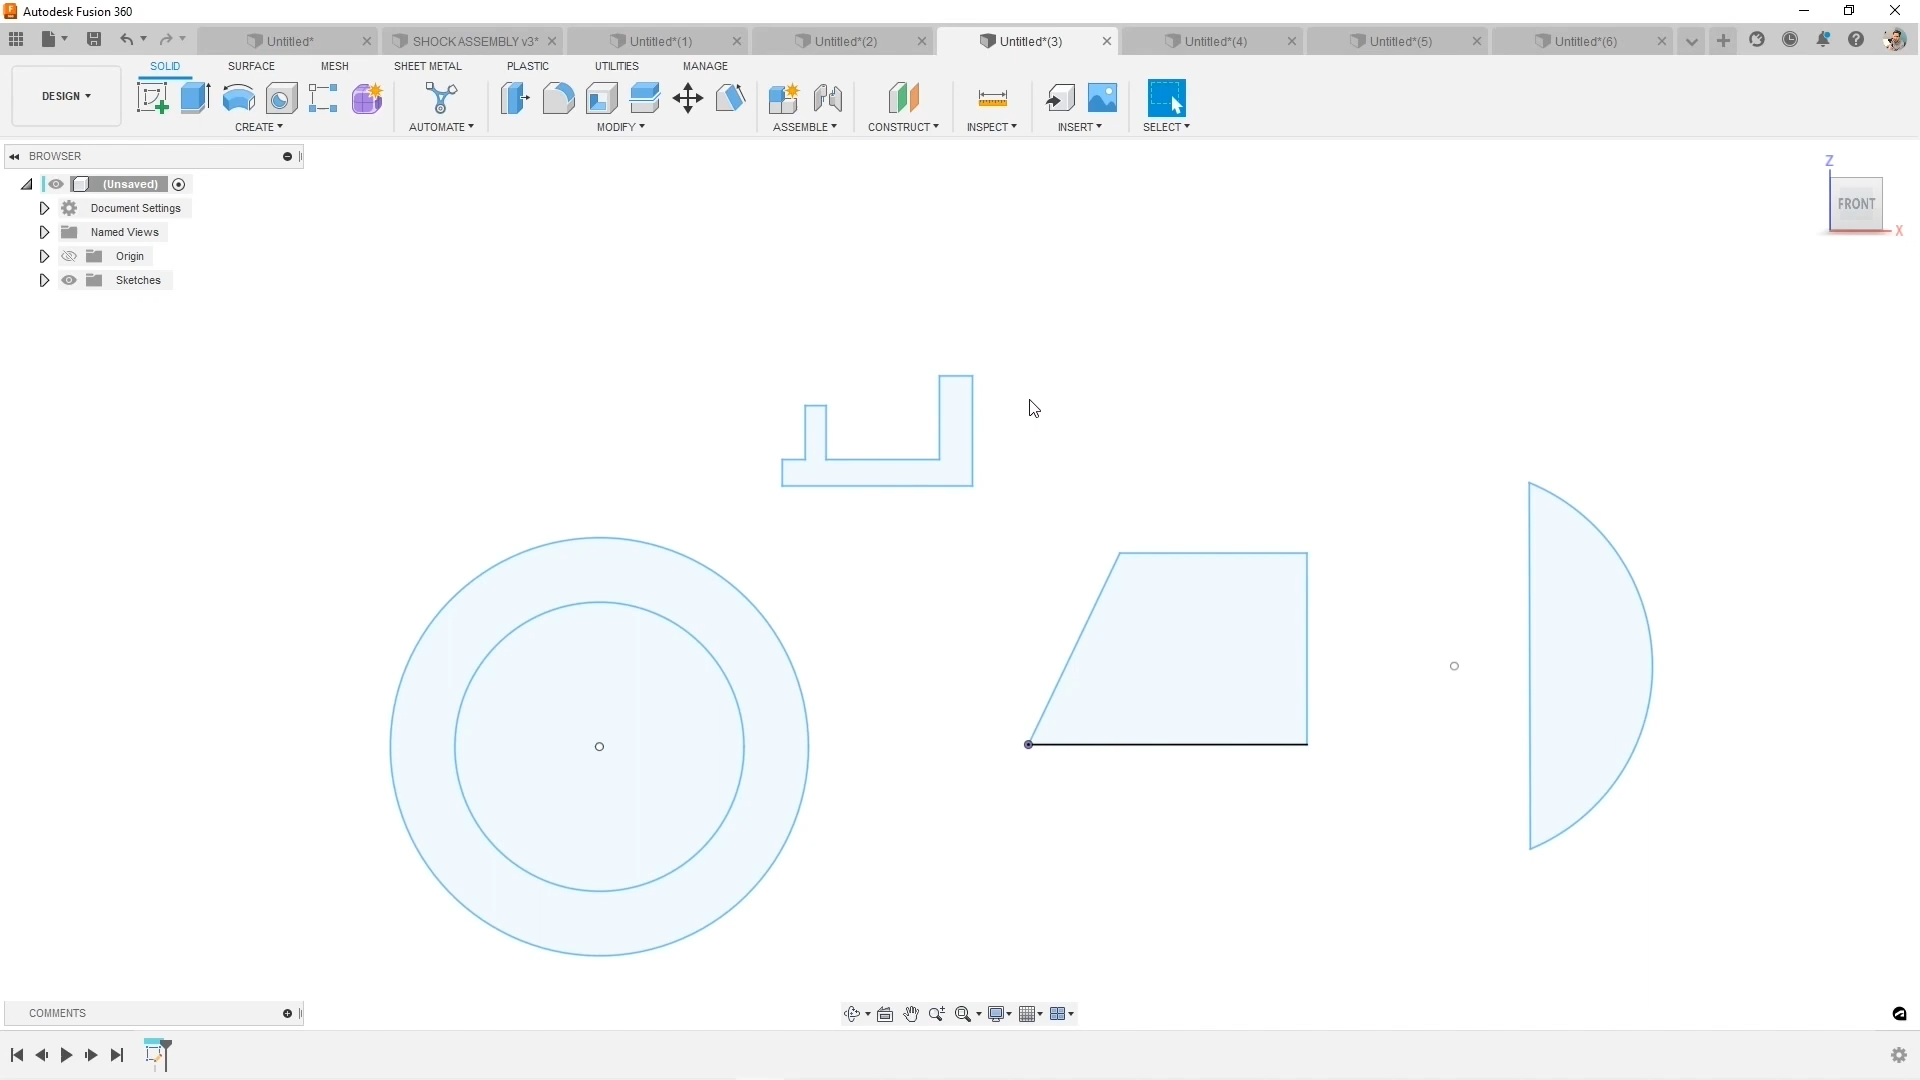 Autodesk Fusion 360
Untitled*
SHOCK ASSEMBLY v3*
Untitled*(1)
Untitled*(2)
Untitled*(3)
Untitled*(4)
Untitled*(5)
Untitled*(6)
SOLID
SURFACE
MESH
SHEET METAL
PLASTIC
UTILITIES
MANAGE
DESIGN
CREATE
AUTOMATE
MODIFY
ASSEMBLE
CONSTRUCT
INSPECT
INSERT
SELECT
BROWSER
(Unsaved)
Document Settings
Named Views
Origin
Sketches
Z
FRONT
X
COMMENTS